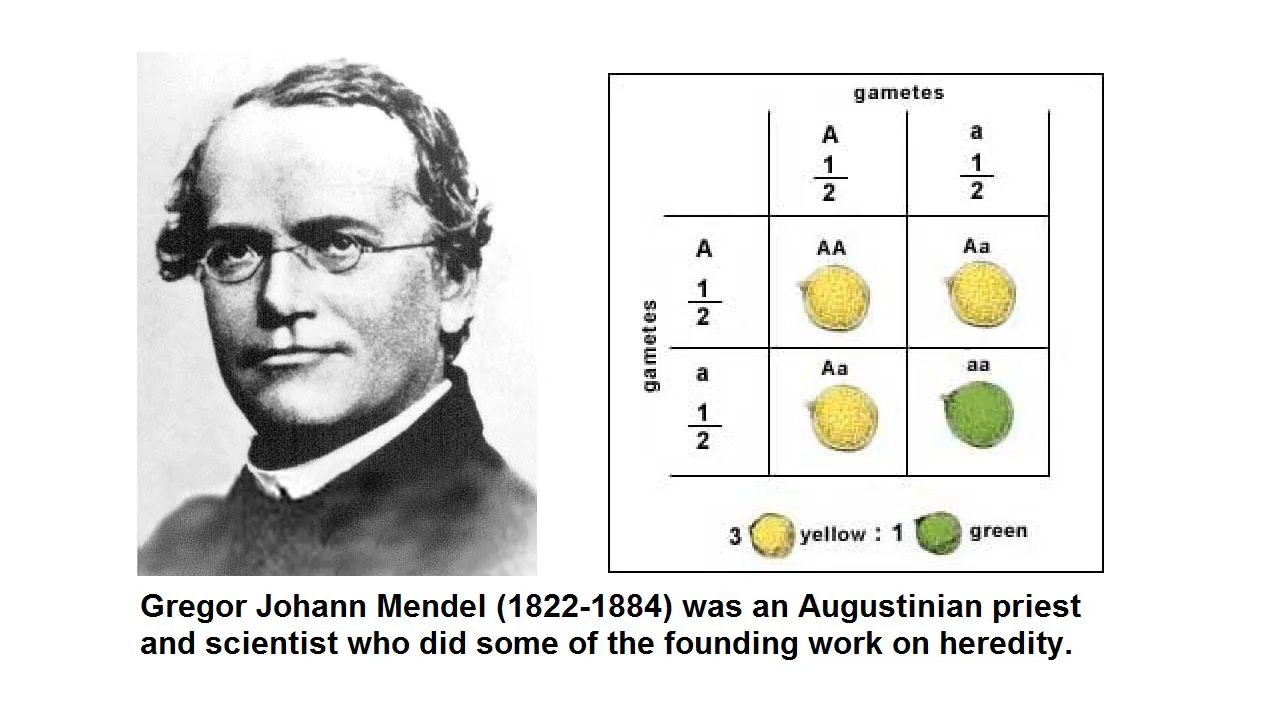 gametes
A a
1 1
2 2
A AA Aa
1
2
gametes
a Aa aa
1
2
3 yellow : 1 green
Gregor Johann Mendel (1822-1884) was an Augustinian priest
and scientist who did some of the founding work on heredity.